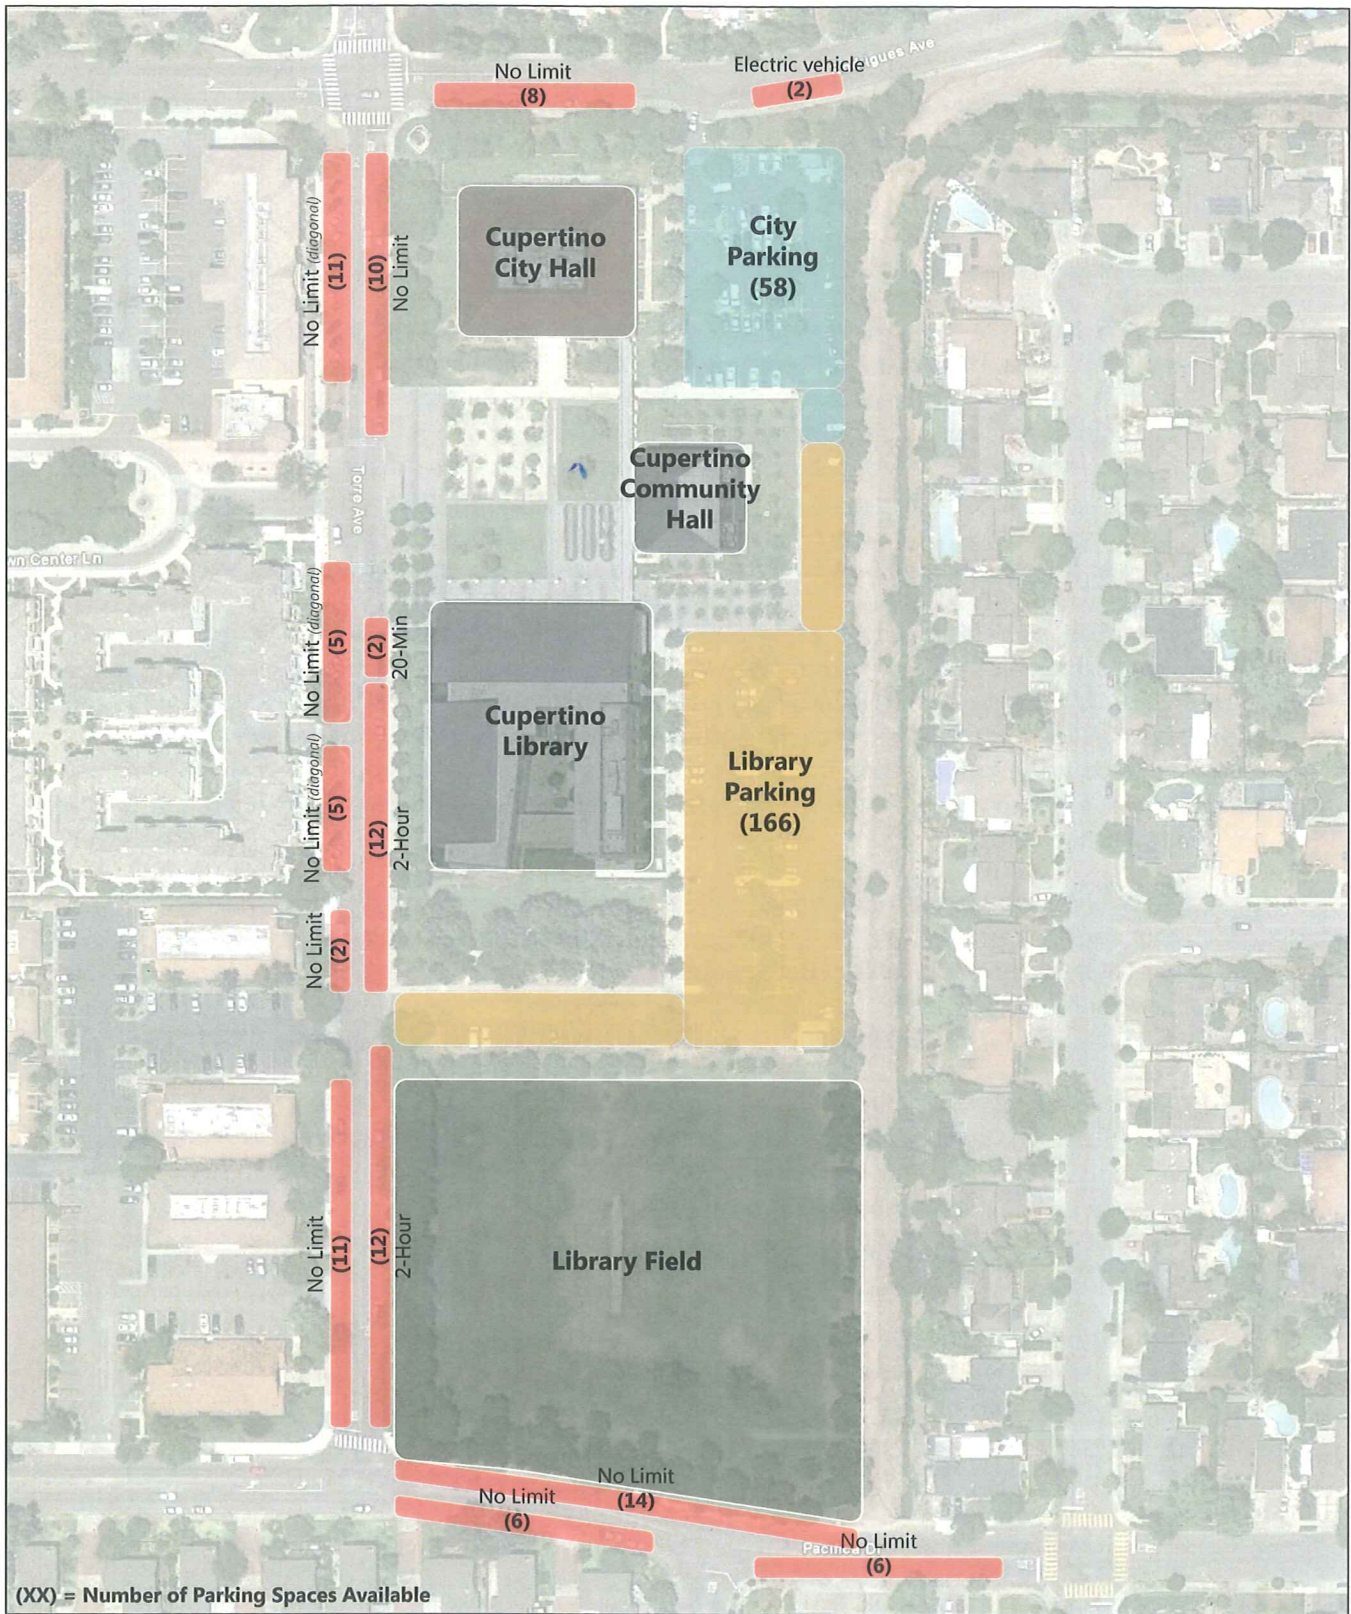 No Limit
(8)
Electric vehicle
(2)
igues Ave
No Limit (diagonal)
(11)
(10)
No Limit
Cupertino
City Hall
City
Parking
(58)
Cupertino
Community
Hall
Torre Ave
wn Center Ln
No Limit (diagonal)
(5)
(2)
20-Min
Cupertino
Library
Library
Parking
(166)
No Limit (diagonal)
(5)
(12)
2-Hour
No Limit
(2)
No Limit
(11)
(12)
2-Hour
Library Field
No Limit
(14)
No Limit
(6)
Pacifica Dr
No Limit
(6)
(XX) = Number of Parking Spaces Available